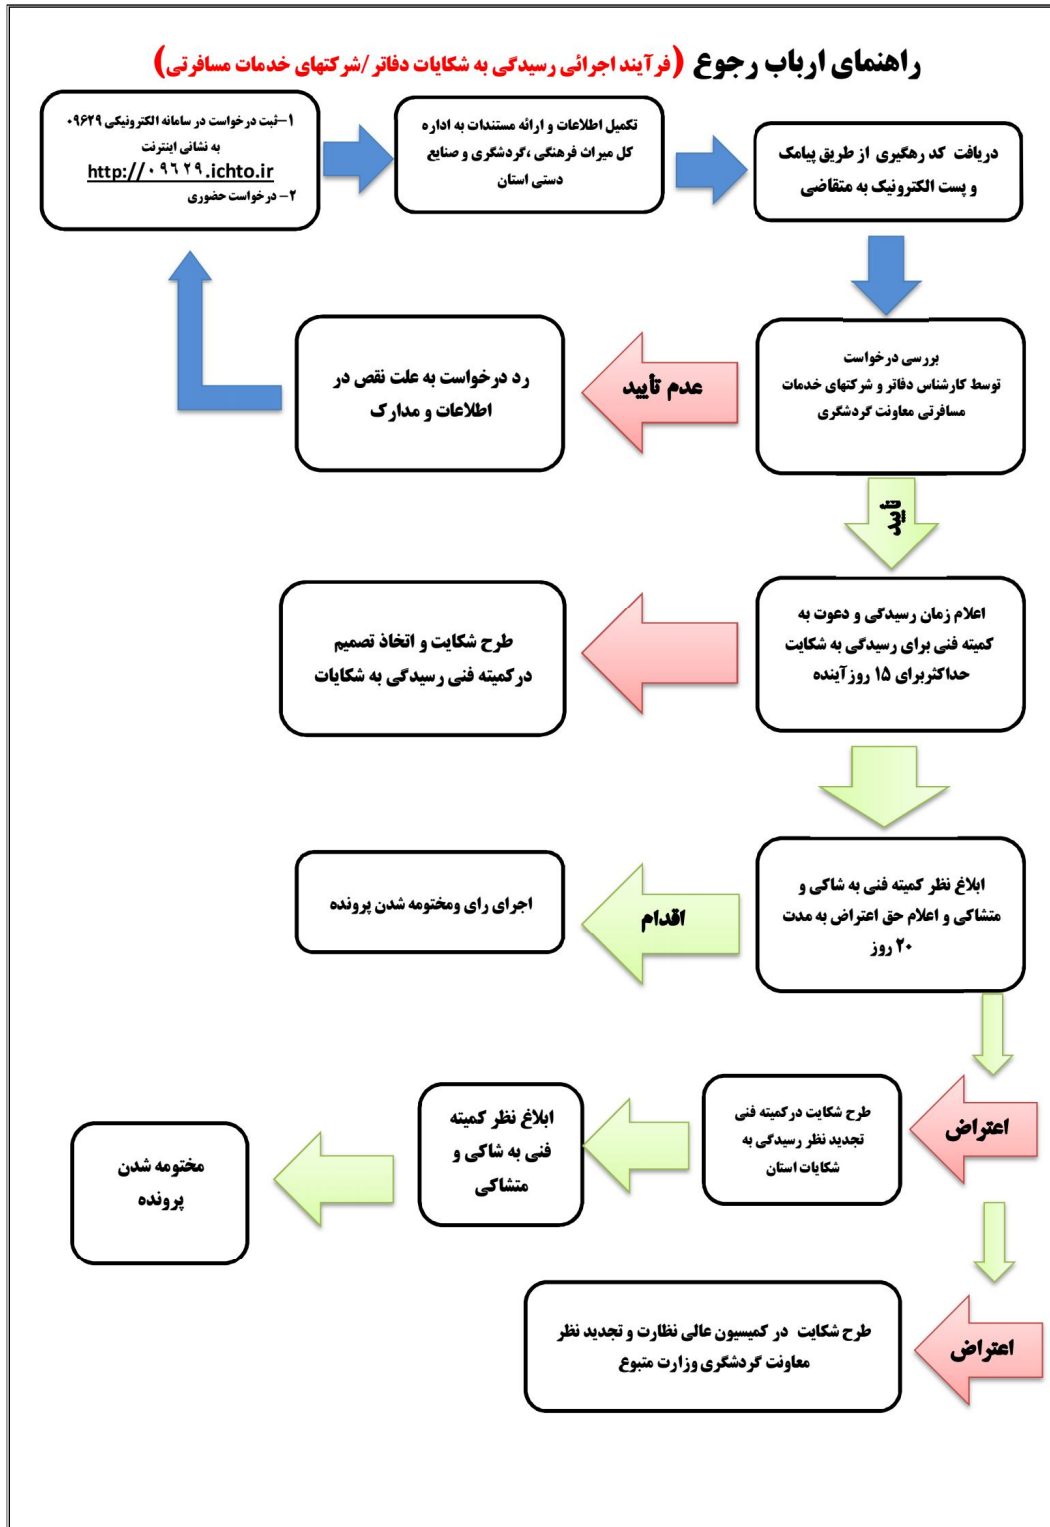 راهنمای ارباب رجوع (فرآیند اجرائی رسیدگی به شکایات دفاتر /شرکتهای خدمات مسافرتی)
۱–ثبت درخواست در سامانه الکترونیکی ۰۹۶۲۹
به نشانی اینترنت
http://۰۹۶۲۹.ichto.ir
۲– درخواست حضوری
تکمیل اطلاعات و ارائه مستندات به اداره
کل میراث فرهنگی ،گردشگری و صنایع
دستی استان
دریافت کد رهگیری از طریق پیامک
و پست الکترونیک به متقاضی
بررسی درخواست
توسط کارشناس دفاتر و شرکتهای خدمات
مسافرتی معاونت گردشگری
عدم تأیید
رد درخواست به علت نقص در
اطلاعات و مدارک
تأیید
اعلام زمان رسیدگی و دعوت به
کمیته فنی برای رسیدگی به شکایت
حداکثربرای ۱۵ روزآینده
طرح شکایت و اتخاذ تصمیم
درکمیته فنی رسیدگی به شکایات
ابلاغ نظر کمیته فنی به شاکی و
متشاکی و اعلام حق اعتراض به مدت
۲۰ روز
اقدام
اجرای رای ومختومه شدن پرونده
اعتراض
طرح شکایت درکمیته فنی
تجدید نظر رسیدگی به
شکایات استان
ابلاغ نظر کمیته
فنی به شاکی و
متشاکی
مختومه شدن
پرونده
اعتراض
طرح شکایت در کمیسیون عالی نظارت و تجدید نظر
معاونت گردشگری وزارت متبوع